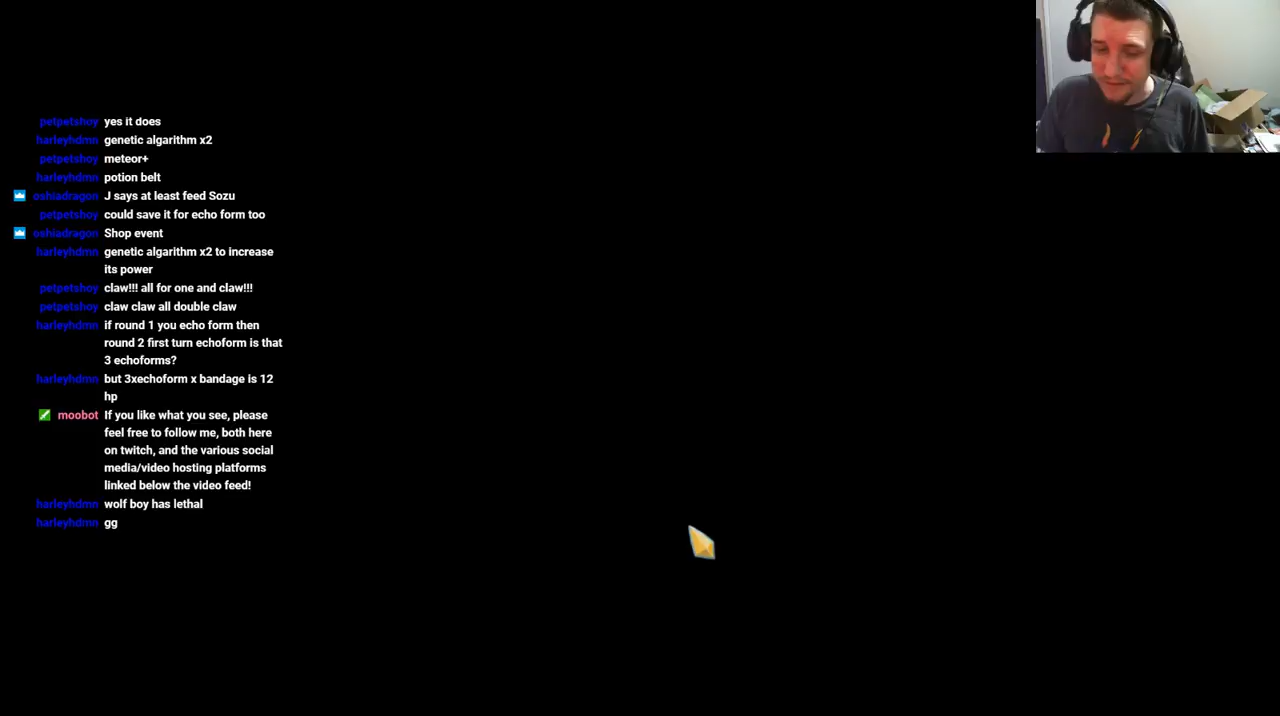 petpetshoy yes it does
harleyhdmn genetic algarithm x2
petpetshoy meteor+
harleyhdmn potion belt
oshiadragon J says at least feed Sozu
petpetshoy could save it for echo form too
oshiadragon Shop event
harleyhdmn genetic algarithm x2 to increase
its power
petpetshoy claw!!! all for one and claw!!!
petpetshoy claw claw all double claw
harleyhdmn if round 1 you echo form then
round 2 first turn echoform is that
3 echoforms?
harleyhdmn but 3xechoform x bandage is 12
hp
moobot If you like what you see, please
feel free to follow me, both here
on twitch, and the various social
media/video hosting platforms
linked below the video feed!
harleyhdmn wolf boy has lethal
harleyhdmn gg